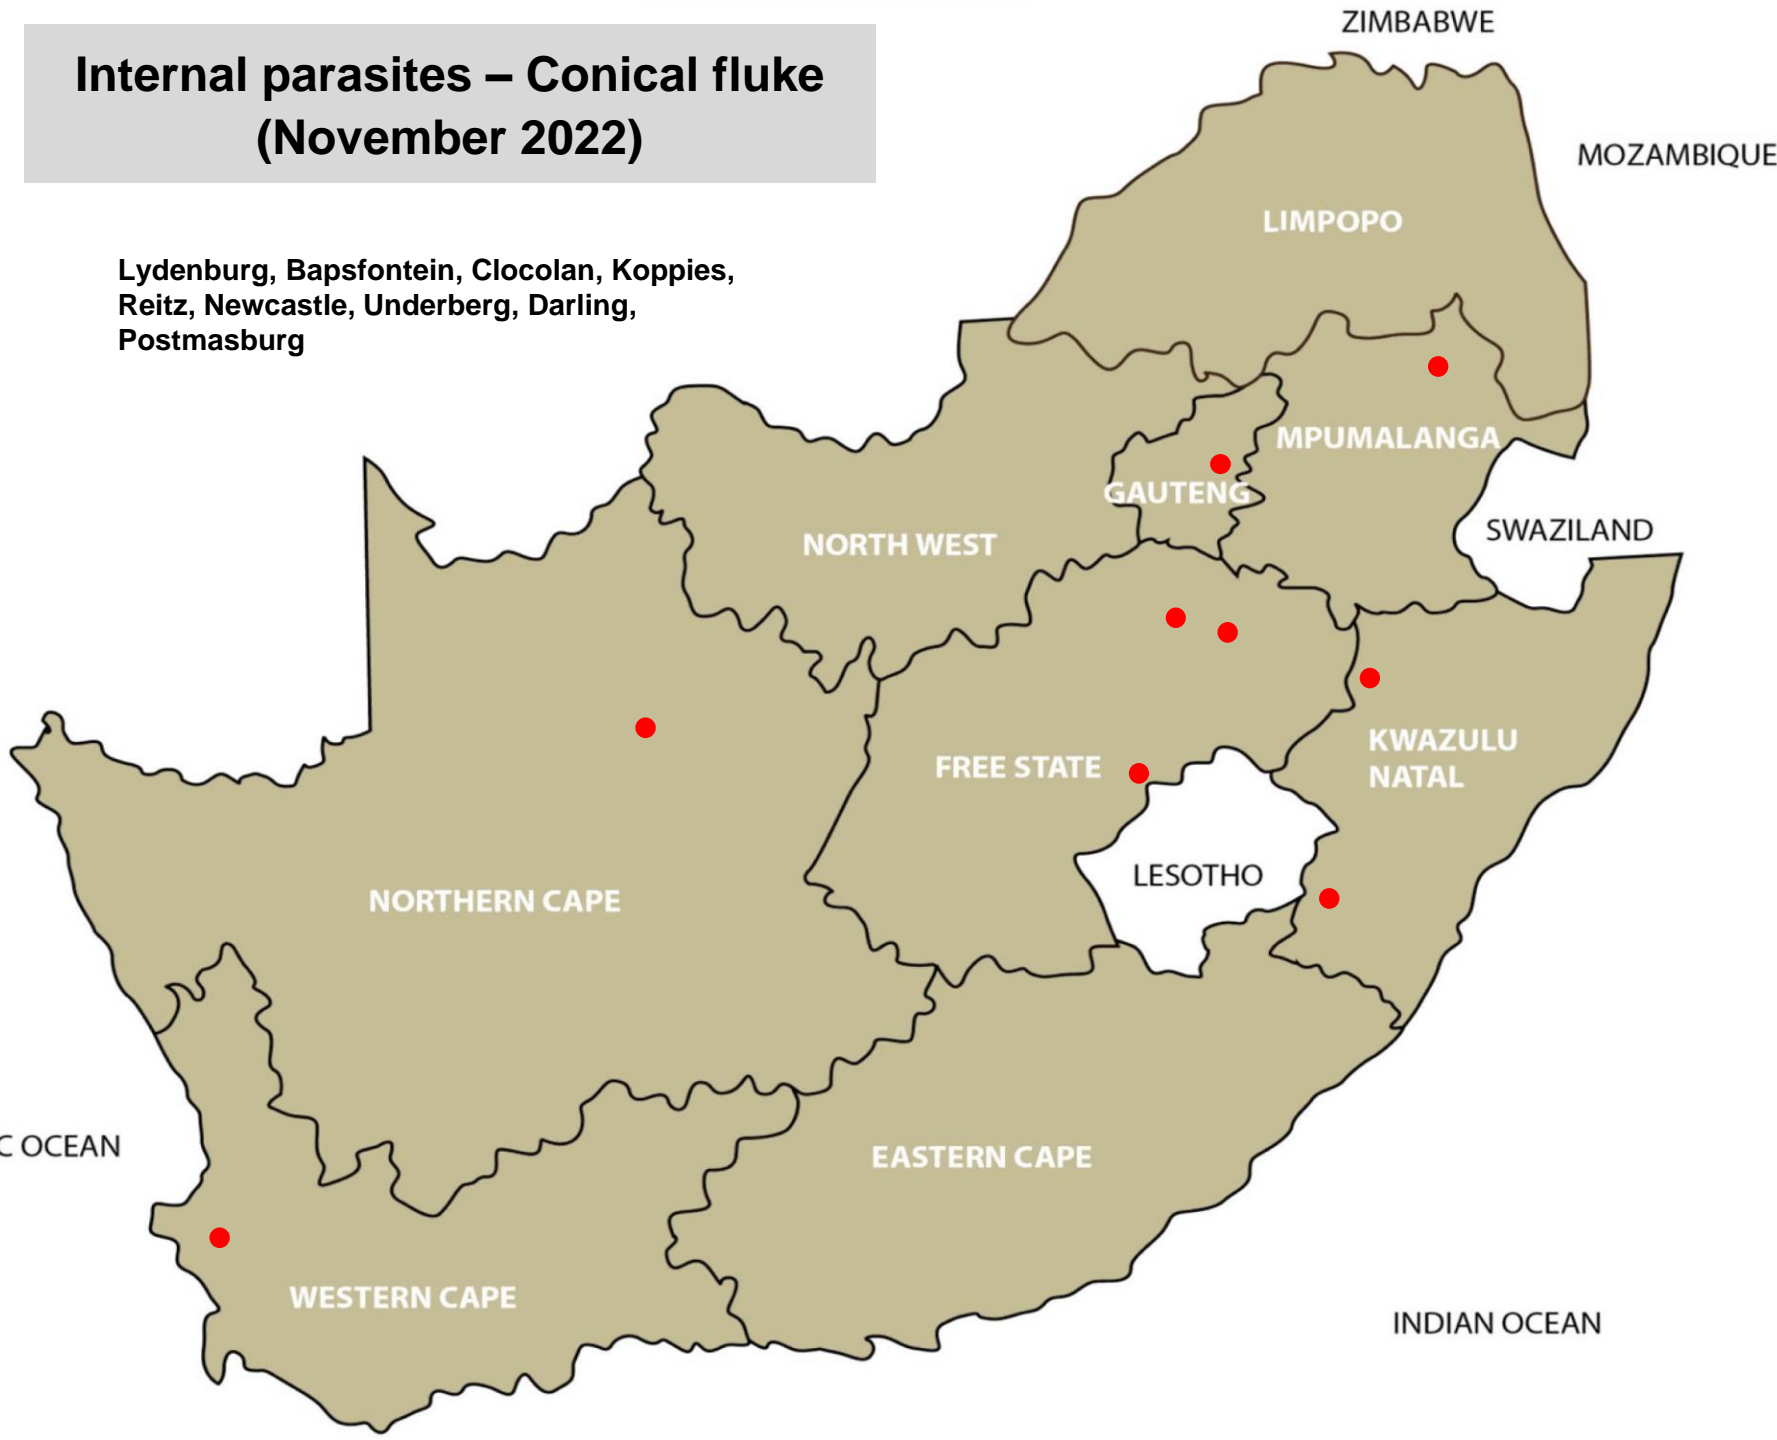 Internal parasites – Conical fluke
(November 2022)
Lydenburg, Bapsfontein, Clocolan, Koppies,
Reitz, Newcastle, Underberg, Darling,
Postmasburg
ZIMBABWE
MOZAMBIQUE
LIMPOPO
MPUMALANGA
GAUTENG
SWAZILAND
NORTH WEST
KWAZULU
NATAL
FREE STATE
LESOTHO
NORTHERN CAPE
C OCEAN
EASTERN CAPE
WESTERN CAPE
INDIAN OCEAN